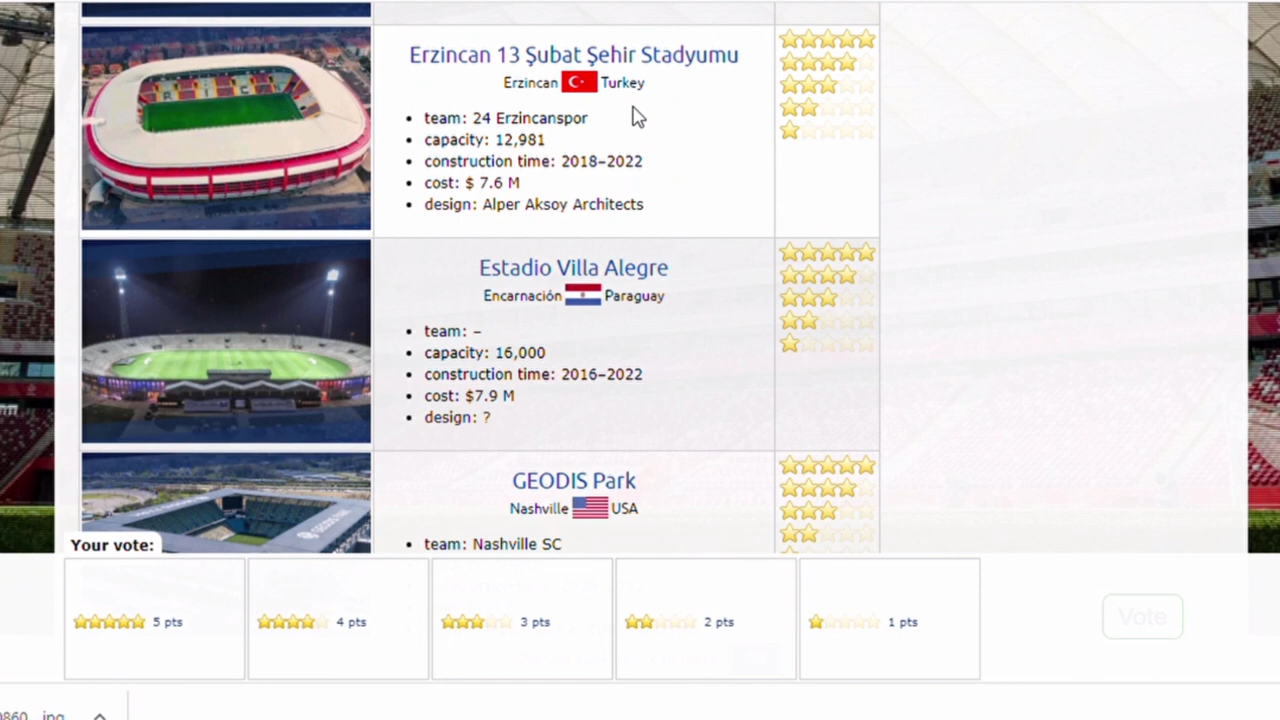 Erzincan 13 Şubat Şehir Stadyumu
Erzincan Turkey
team: 24 Erzincanspor
capacity: 12,981
construction time: 2018–2022
cost: $ 7.6 M
design: Alper Aksoy Architects
Estadio Villa Alegre
Encarnación Paraguay
team: –
capacity: 16,000
construction time: 2016–2022
cost: $7.9 M
design: ?
GEODIS Park
Nashville USA
team: Nashville SC
Your vote:
5 pts
4 pts
3 pts
2 pts
1 pts
Vote